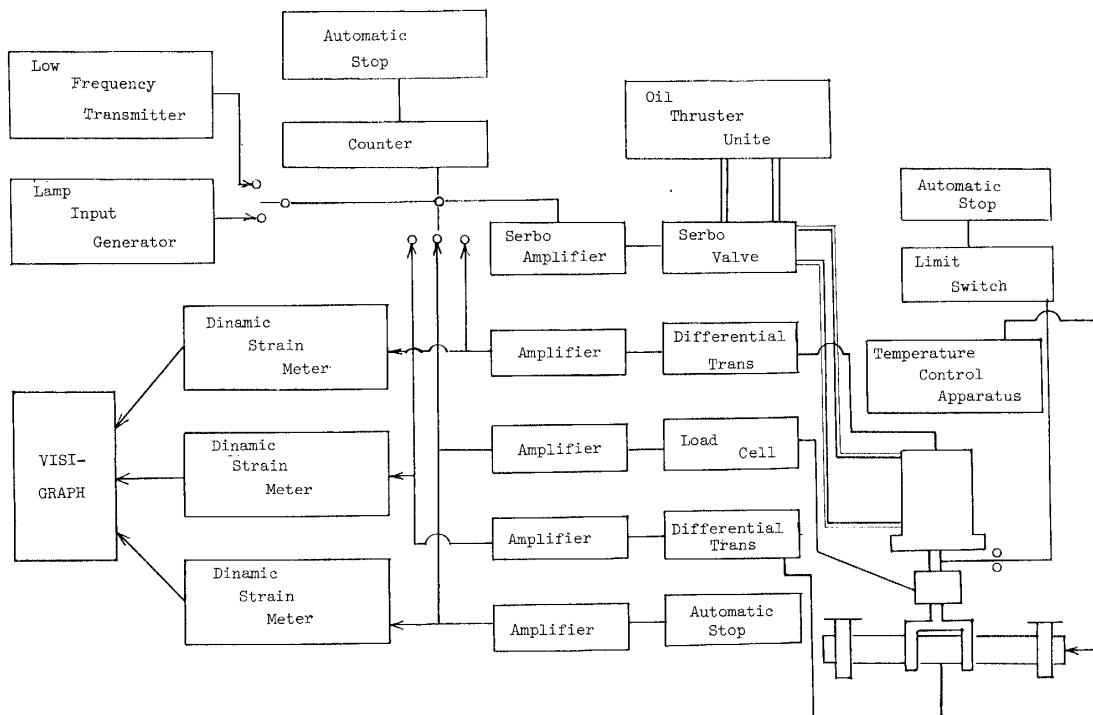 Automatic
Stop
Low
Frequency
Transmitter
Oil
Thruster
Unite
Counter
Lamp
Input
Generator
Automatic
Stop
Serbo
Amplifier
Serbo
Valve
Limit
Switch
Dinamic
Strain
Meter
Amplifier
Differential
Trans
Temperature
Control
Apparatus
VISI-
GRAPH
Dinamic
Strain
Meter
Amplifier
Load
Cell
Amplifier
Differential
Trans
Dinamic
Strain
Meter
Amplifier
Automatic
Stop